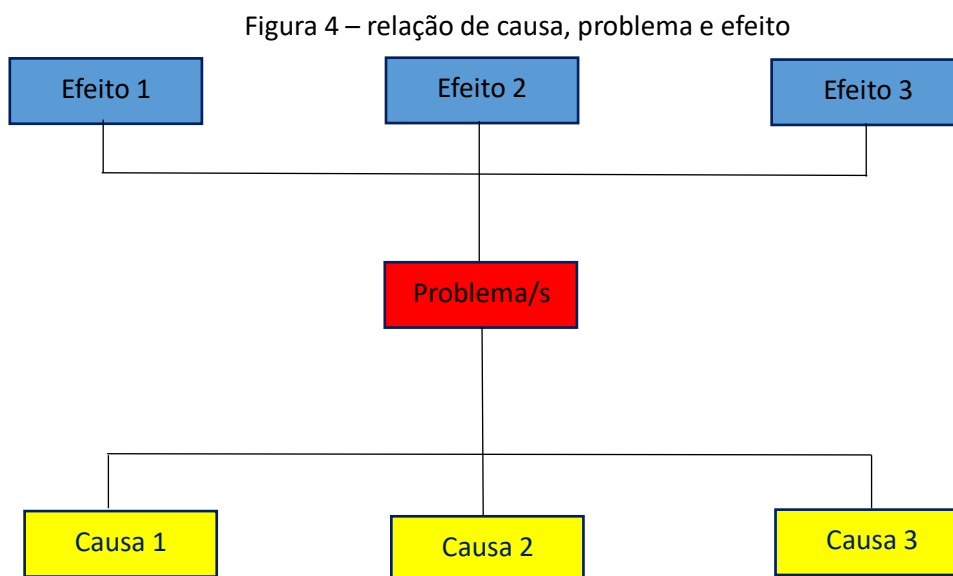 Figura 4 – relação de causa, problema e efeito
Efeito 1
Efeito 2
Efeito 3
Problema/s
Causa 1
Causa 2
Causa 3